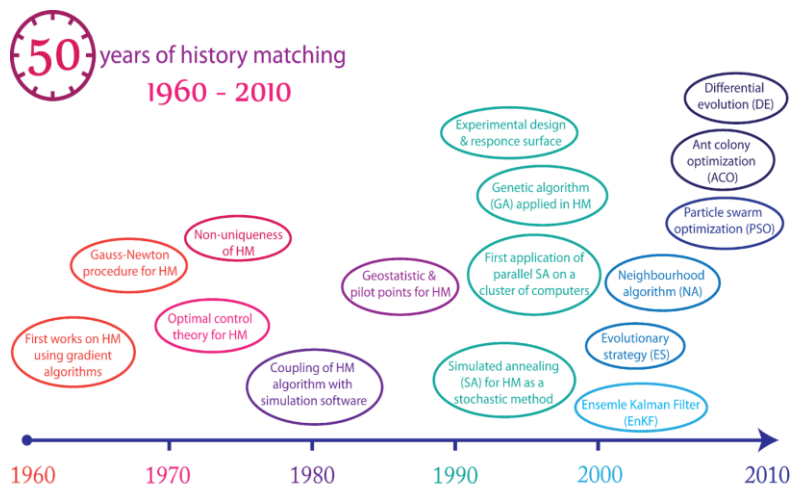 50 years of history matching
1960 - 2010
First works on HM
using gradient
algorithms
Gauss-Newton
procedure for HM
Non-uniqueness
of HM
Optimal control
theory for HM
Coupling of HM
algorithm with
simulation software
Geostatistic &
pilot points for HM
Experimental design
& responce surface
Genetic algorithm
(GA) applied in HM
First application of
parallel SA on a
cluster of computers
Simulated annealing
(SA) for HM as a
stochastic method
Differential
evolution (DE)
Ant colony
optimization
(ACO)
Particle swarm
optimization (PSO)
Neighbourhood
algorithm (NA)
Evolutionary
strategy (ES)
Ensemle Kalman Filter
(EnKF)
1960 1970 1980 1990 2000 2010